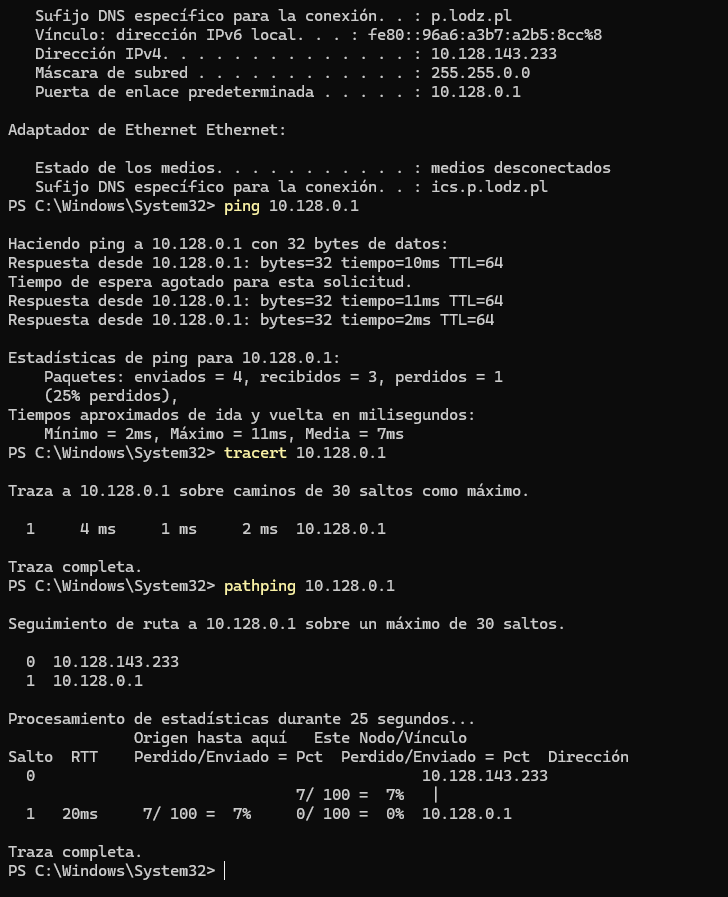 Sufijo DNS específico para la conexión. . : p.lodz.pl
Vínculo: dirección IPv6 local. . . : fe80::96a6:a3b7:a2b5:8cc%8
Dirección IPv4. . . . . . . . . . . . . . : 10.128.143.233
Máscara de subred . . . . . . . . . . . . : 255.255.0.0
Puerta de enlace predeterminada . . . . . : 10.128.0.1
Adaptador de Ethernet Ethernet:
Estado de los medios. . . . . . . . . . . : medios desconectados
Sufijo DNS específico para la conexión. . : ics.p.lodz.pl
PS C:\Windows\System32> ping 10.128.0.1
Haciendo ping a 10.128.0.1 con 32 bytes de datos:
Respuesta desde 10.128.0.1: bytes=32 tiempo=10ms TTL=64
Tiempo de espera agotado para esta solicitud.
Respuesta desde 10.128.0.1: bytes=32 tiempo=11ms TTL=64
Respuesta desde 10.128.0.1: bytes=32 tiempo=2ms TTL=64
Estadísticas de ping para 10.128.0.1:
Paquetes: enviados = 4, recibidos = 3, perdidos = 1
(25% perdidos),
Tiempos aproximados de ida y vuelta en milisegundos:
Mínimo = 2ms, Máximo = 11ms, Media = 7ms
PS C:\Windows\System32> tracert 10.128.0.1
Traza a 10.128.0.1 sobre caminos de 30 saltos como máximo.
1     4 ms     1 ms     2 ms  10.128.0.1
Traza completa.
PS C:\Windows\System32> pathping 10.128.0.1
Seguimiento de ruta a 10.128.0.1 sobre un máximo de 30 saltos.
0  10.128.143.233
1  10.128.0.1
Procesamiento de estadísticas durante 25 segundos...
Origen hasta aquí   Este Nodo/Vínculo
Salto  RTT    Perdido/Enviado = Pct  Perdido/Enviado = Pct  Dirección
0                                           10.128.143.233
7/ 100 =  7%   |
1   20ms     7/ 100 =  7%     0/ 100 =  0%  10.128.0.1
Traza completa.
PS C:\Windows\System32>